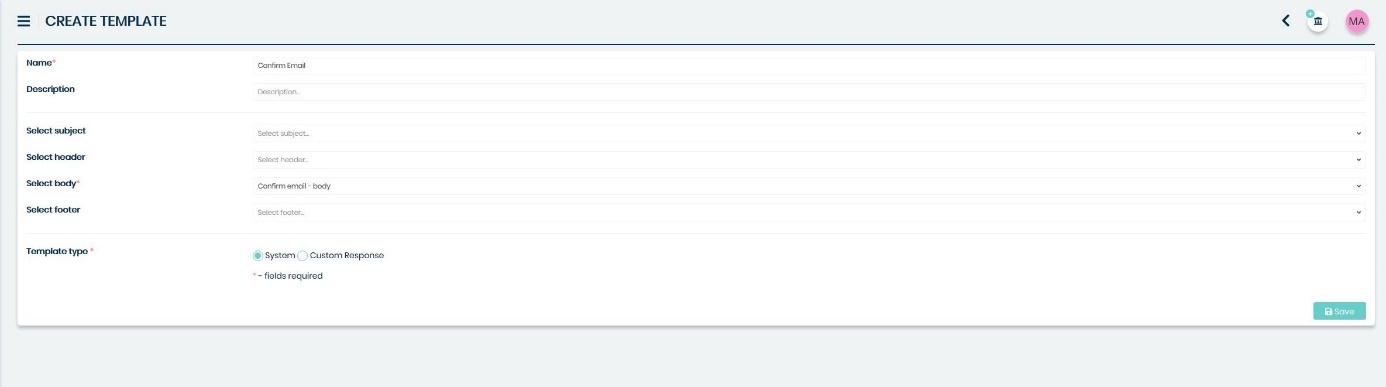 CREATE TEMPLATE
MA
Name* Confirm Email
Description Description...
Select subject Select subject...
Select header Select header...
Select body* Confirm email - body
Select footer Select footer...
Template type * System Custom Response
* - fields required
Save